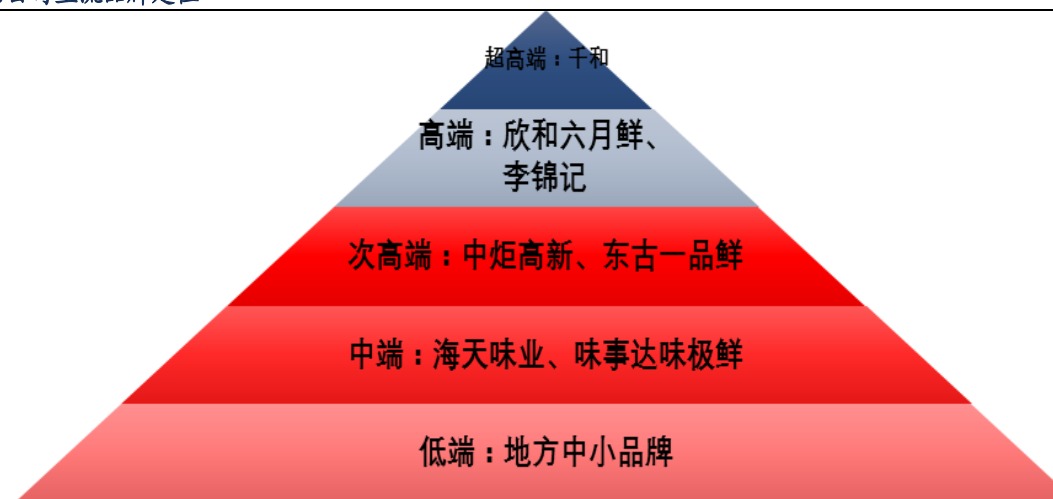 超高端：千和
高端：欣和六月鲜、
李锦记
次高端：中炬高新、东古一品鲜
中端：海天味业、味事达味极鲜
低端：地方中小品牌